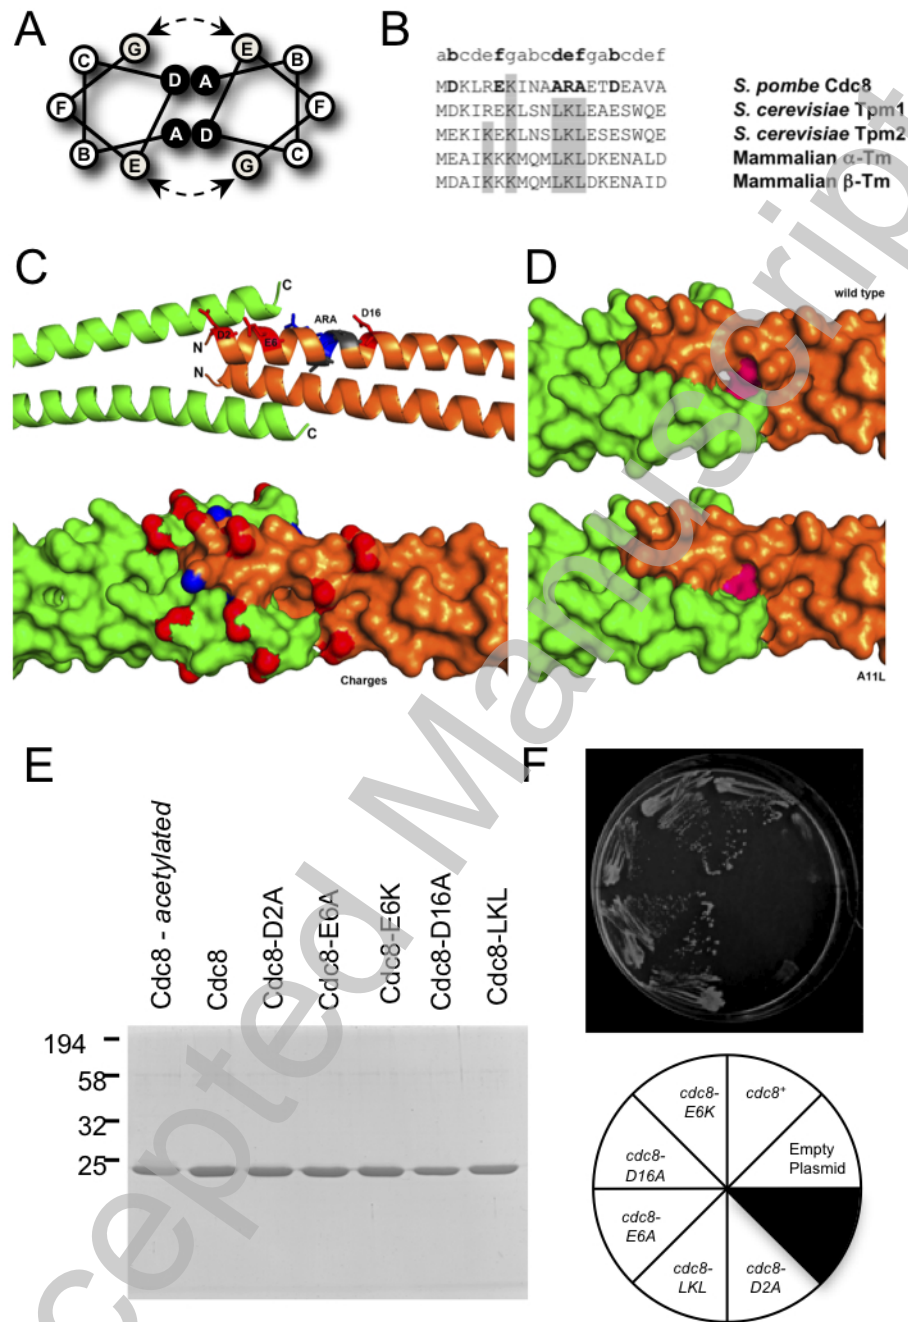 A
G E
C B
D A
F F
A D
B C
E G
B
abcdefgabcdefgabcdef
MDKLREKINAARAETDEAVA S. pombe Cdc8
MDKIREKLSNLKLEAESWQE S. cerevisiae Tpm1
MEKIKEKLNSLKLESESWQE S. cerevisiae Tpm2
MEAIKKKMQMLKLDKENALD Mammalian α-Tm
MDAIKKKMQMLKLDKENAID Mammalian β-Tm
C
C
N D2 E6 ARA D16
N
C
Charges
D
wild type
A11L
E
Cdc8 - acetylated
Cdc8
Cdc8-D2A
Cdc8-E6A
Cdc8-E6K
Cdc8-D16A
Cdc8-LKL
194
58
32
25
F
cdc8-
E6K
cdc8+
Empty
Plasmid
cdc8-
D16A
cdc8-
E6A
cdc8-
LKL
cdc8-
D2A
cepted Manuscript